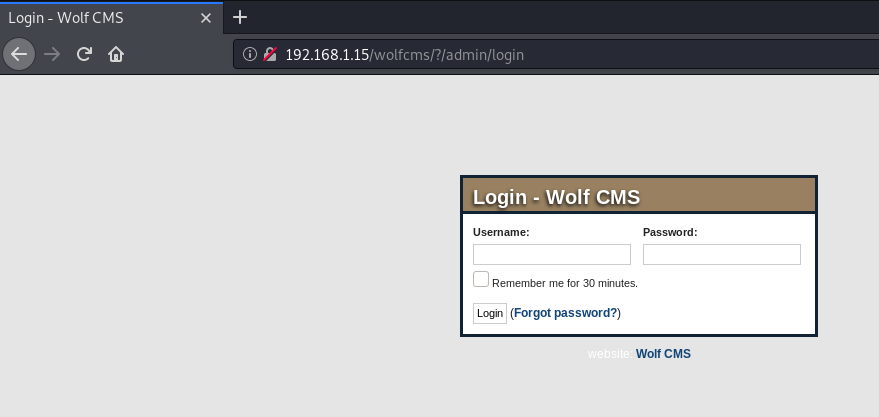 Login - Wolf CMS
192.168.1.15/wolfcms/?/admin/login
Login - Wolf CMS
Username: Password:
Remember me for 30 minutes.
Login (Forgot password?)
website: Wolf CMS